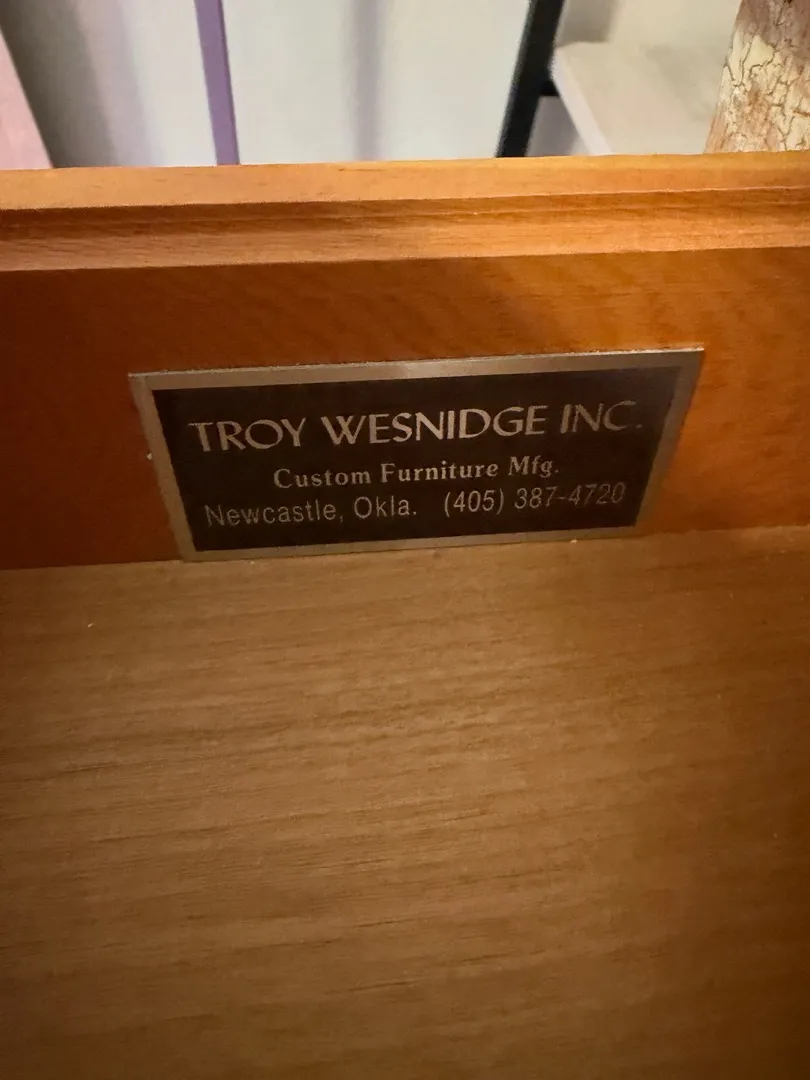 TROY WESNIDGE INC.
Custom Furniture Mfg.
Newcastle, Okla. (405) 387-4720